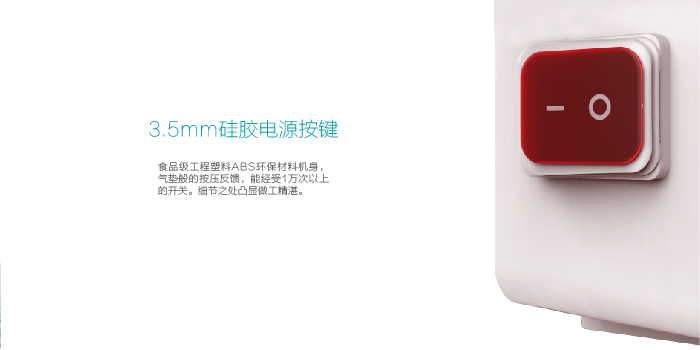 3.5mm硅胶电源按键
食品级工程塑料ABS环保材料机身，
气垫般的按压反馈，能经受1万次以上
的开关。细节之处凸显做工精湛。